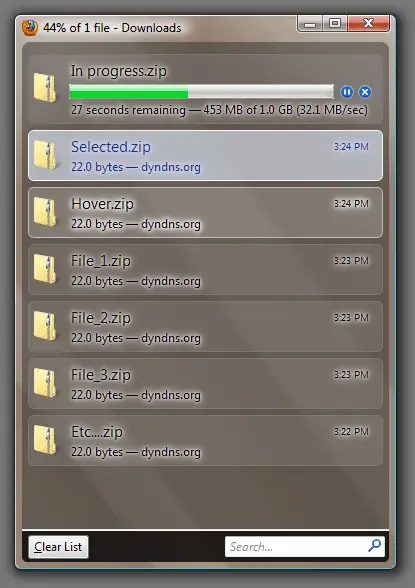 44% of 1 file - Downloads
In progress.zip
27 seconds remaining — 453 MB of 1.0 GB (32.1 MB/sec)
Selected.zip 3:24 PM
22.0 bytes — dyndns.org
Hover.zip 3:24 PM
22.0 bytes — dyndns.org
File_1.zip 3:23 PM
22.0 bytes — dyndns.org
File_2.zip 3:23 PM
22.0 bytes — dyndns.org
File_3.zip 3:23 PM
22.0 bytes — dyndns.org
Etc....zip 3:22 PM
22.0 bytes — dyndns.org
Clear List Search...